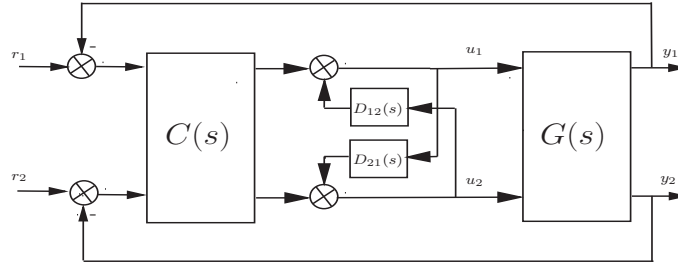 r₁
-
u₁
y₁
D₁₂(s)
C(s)
G(s)
D₂₁(s)
r₂
u₂
y₂
-